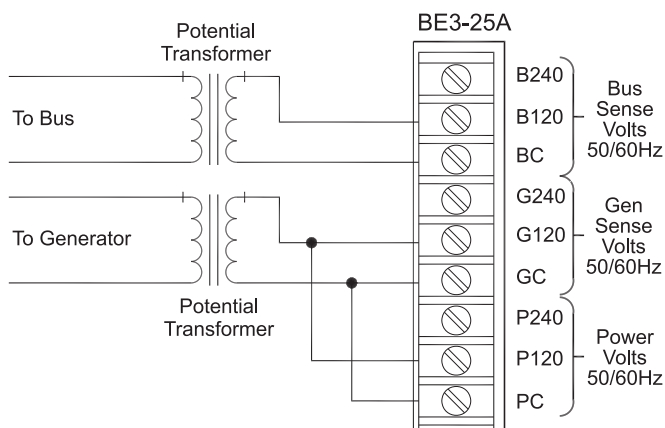 BE3-25A
Potential
Transformer
To Bus
B240
B120
BC
Bus
Sense
Volts
50/60Hz
To Generator
Potential
Transformer
G240
G120
GC
Gen
Sense
Volts
50/60Hz
P240
P120
PC
Power
Volts
50/60Hz